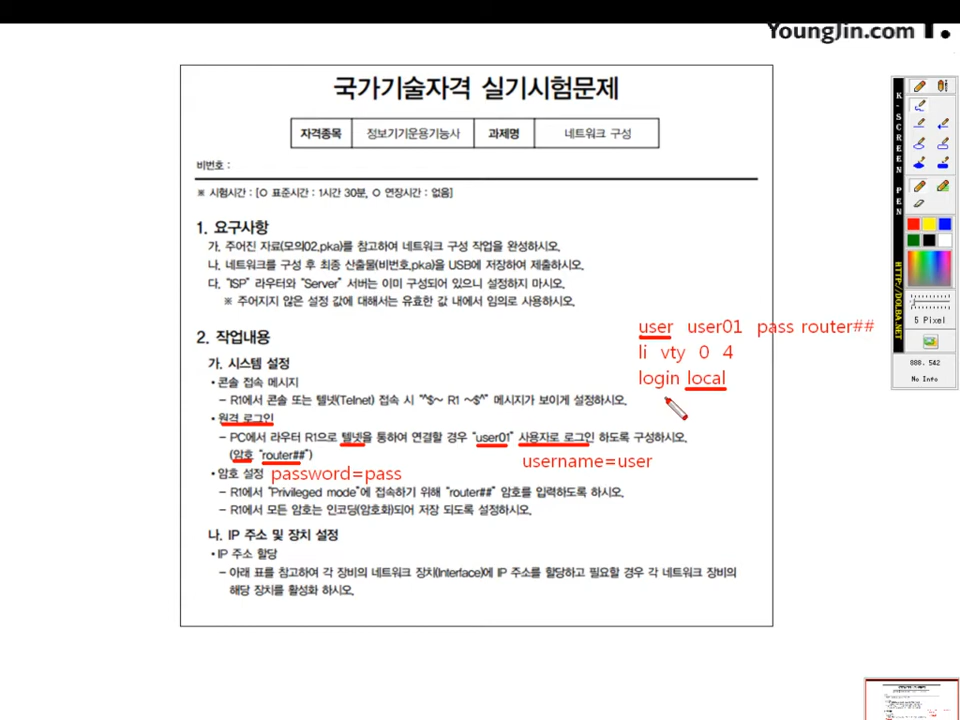 YoungJin.com
국가기술자격 실기시험문제
자격종목 정보기기운용기능사 과제명 네트워크 구성
비번호 :
※ 시험시간 : [○ 표준시간 : 1시간 30분, ○ 연장시간 : 없음]
1. 요구사항
가. 주어진 자료(모의02.pka)를 참고하여 네트워크 구성 작업을 완성하시오.
나. 네트워크를 구성 후 최종 산출물(비번호.pka)을 USB에 저장하여 제출하시오.
다. "ISP" 라우터와 "Server" 서버는 이미 구성되어 있으니 설정하지 마시오.
※ 주어지지 않은 설정 값에 대해서는 유효한 값 내에서 임의로 사용하시오.
user user01 pass router##
li vty 0 4
login local
2. 작업내용
가. 시스템 설정
• 콘솔 접속 메시지
- R1에서 콘솔 또는 텔넷(Telnet) 접속 시 "^$~ R1 ~$^" 메시지가 보이게 설정하시오.
• 원격 로그인
- PC에서 라우터 R1으로 텔넷을 통하여 연결할 경우 "user01" 사용자로 로그인 하도록 구성하시오.
(암호 "router##")
username=user
• 암호 설정 password=pass
- R1에서 "Privileged mode"에 접속하기 위해 "router##" 암호를 입력하도록 하시오.
- R1에서 모든 암호는 인코딩(암호화)되어 저장 되도록 설정하시오.
나. IP 주소 및 장치 설정
• IP 주소 할당
- 아래 표를 참고하여 각 장비의 네트워크 장치(Interface)에 IP 주소를 할당하고 필요할 경우 각 네트워크 장비의
해당 장치를 활성화 하시오.
K-SCREEN PEN
HTTP://DOLBA.NET
5 Pixel
888. 542
No Info